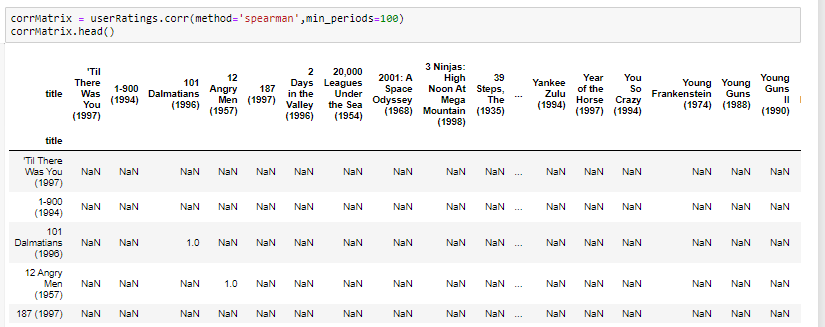 corrMatrix = userRatings.corr(method='spearman',min_periods=100)
corrMatrix.head()
title 'Til There Was You (1997) 1-900 (1994) 101 Dalmatians (1996) 12 Angry Men (1957) 187 (1997) 2 Days in the Valley (1996) 20,000 Leagues Under the Sea (1954) 2001: A Space Odyssey (1968) 3 Ninjas: High Noon At Mega Mountain (1998) 39 Steps, The (1935) ... Yankee Zulu (1994) Year of the Horse (1997) You So Crazy (1994) Young Frankenstein (1974) Young Guns (1988) Young Guns II (1990)
title
'Til There Was You (1997) NaN NaN NaN NaN NaN NaN NaN NaN NaN NaN ... NaN NaN NaN NaN NaN NaN
1-900 (1994) NaN NaN NaN NaN NaN NaN NaN NaN NaN NaN ... NaN NaN NaN NaN NaN NaN
101 Dalmatians (1996) NaN NaN 1.0 NaN NaN NaN NaN NaN NaN NaN ... NaN NaN NaN NaN NaN NaN
12 Angry Men (1957) NaN NaN NaN 1.0 NaN NaN NaN NaN NaN NaN ... NaN NaN NaN NaN NaN NaN
187 (1997) NaN NaN NaN NaN NaN NaN NaN NaN NaN NaN ... NaN NaN NaN NaN NaN NaN